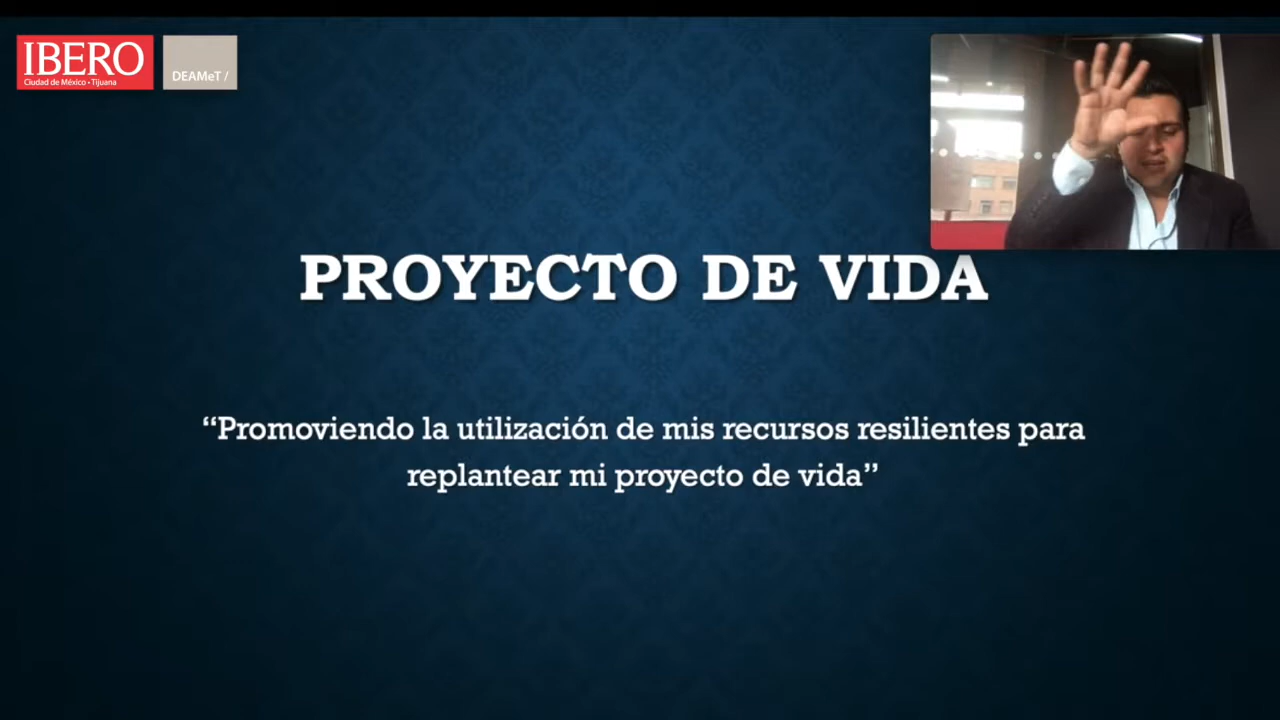 IBERO
Ciudad de México • Tijuana
DEAMeT /
PROYECTO DE VIDA
“Promoviendo la utilización de mis recursos resilientes para
replantear mi proyecto de vida”